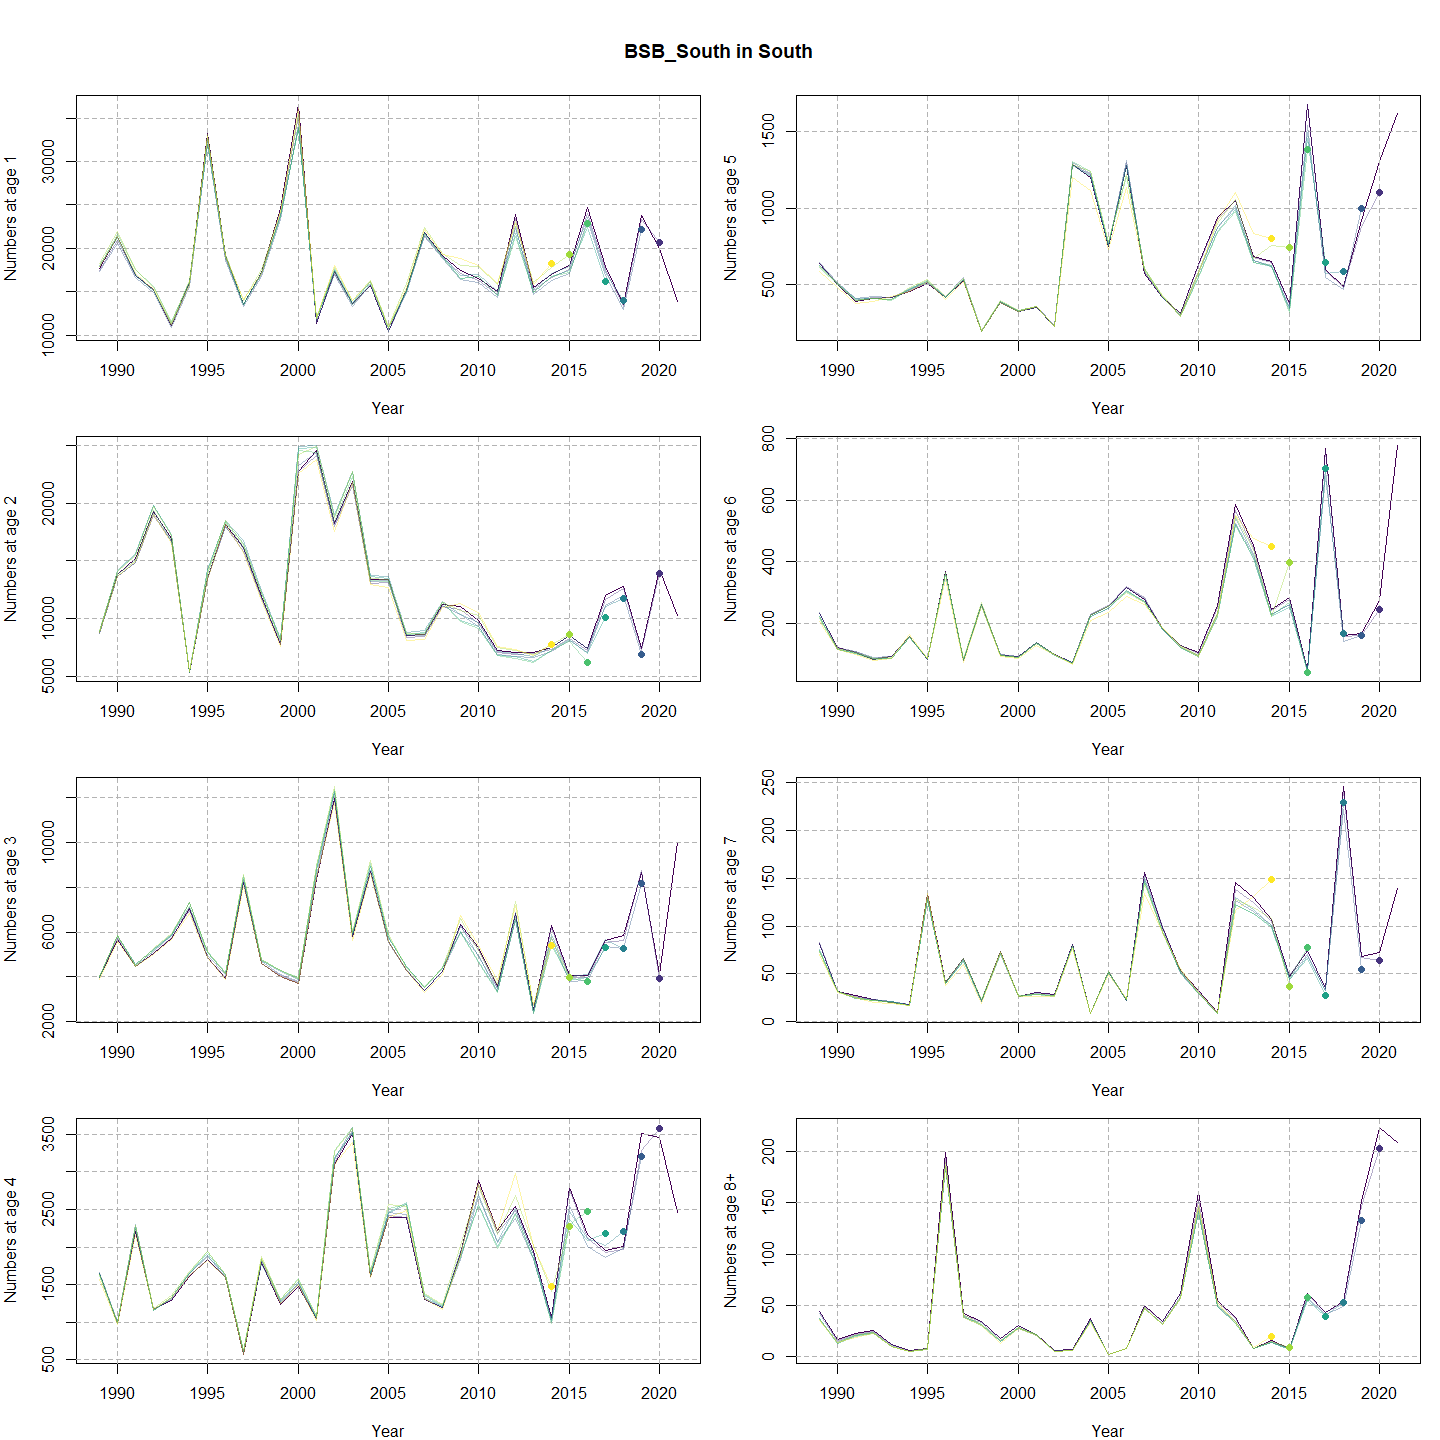 BSB_South in South
Numbers at age 1
10000 20000 30000
1990 1995 2000 2005 2010 2015 2020
Year
Numbers at age 5
500 1000 1500
1990 1995 2000 2005 2010 2015 2020
Year
Numbers at age 2
5000 10000 20000
1990 1995 2000 2005 2010 2015 2020
Year
Numbers at age 6
200 400 600 800
1990 1995 2000 2005 2010 2015 2020
Year
Numbers at age 3
2000 6000 10000
1990 1995 2000 2005 2010 2015 2020
Year
Numbers at age 7
0 50 100 150 200 250
1990 1995 2000 2005 2010 2015 2020
Year
Numbers at age 4
500 1500 2500 3500
1990 1995 2000 2005 2010 2015 2020
Year
Numbers at age 8+
0 50 100 150 200
1990 1995 2000 2005 2010 2015 2020
Year